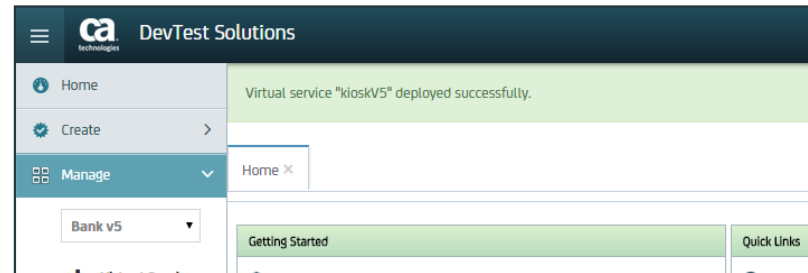 ca
technologies
DevTest Solutions
Home
Create
Manage
Bank v5
Virtual service "kioskV5" deployed successfully.
Home ×
Getting Started
Quick Links